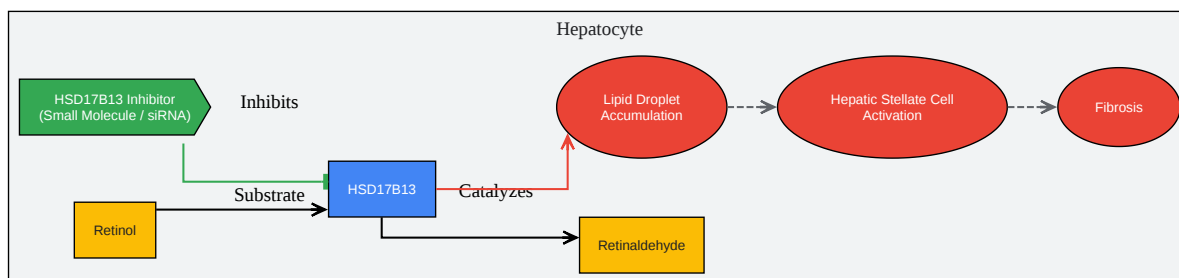 Hepatocyte
HSD17B13 Inhibitor
(Small Molecule / siRNA)
Inhibits
Lipid Droplet
Accumulation
Hepatic Stellate Cell
Activation
Fibrosis
Substrate
HSD17B13
Catalyzes
Retinol
Retinaldehyde